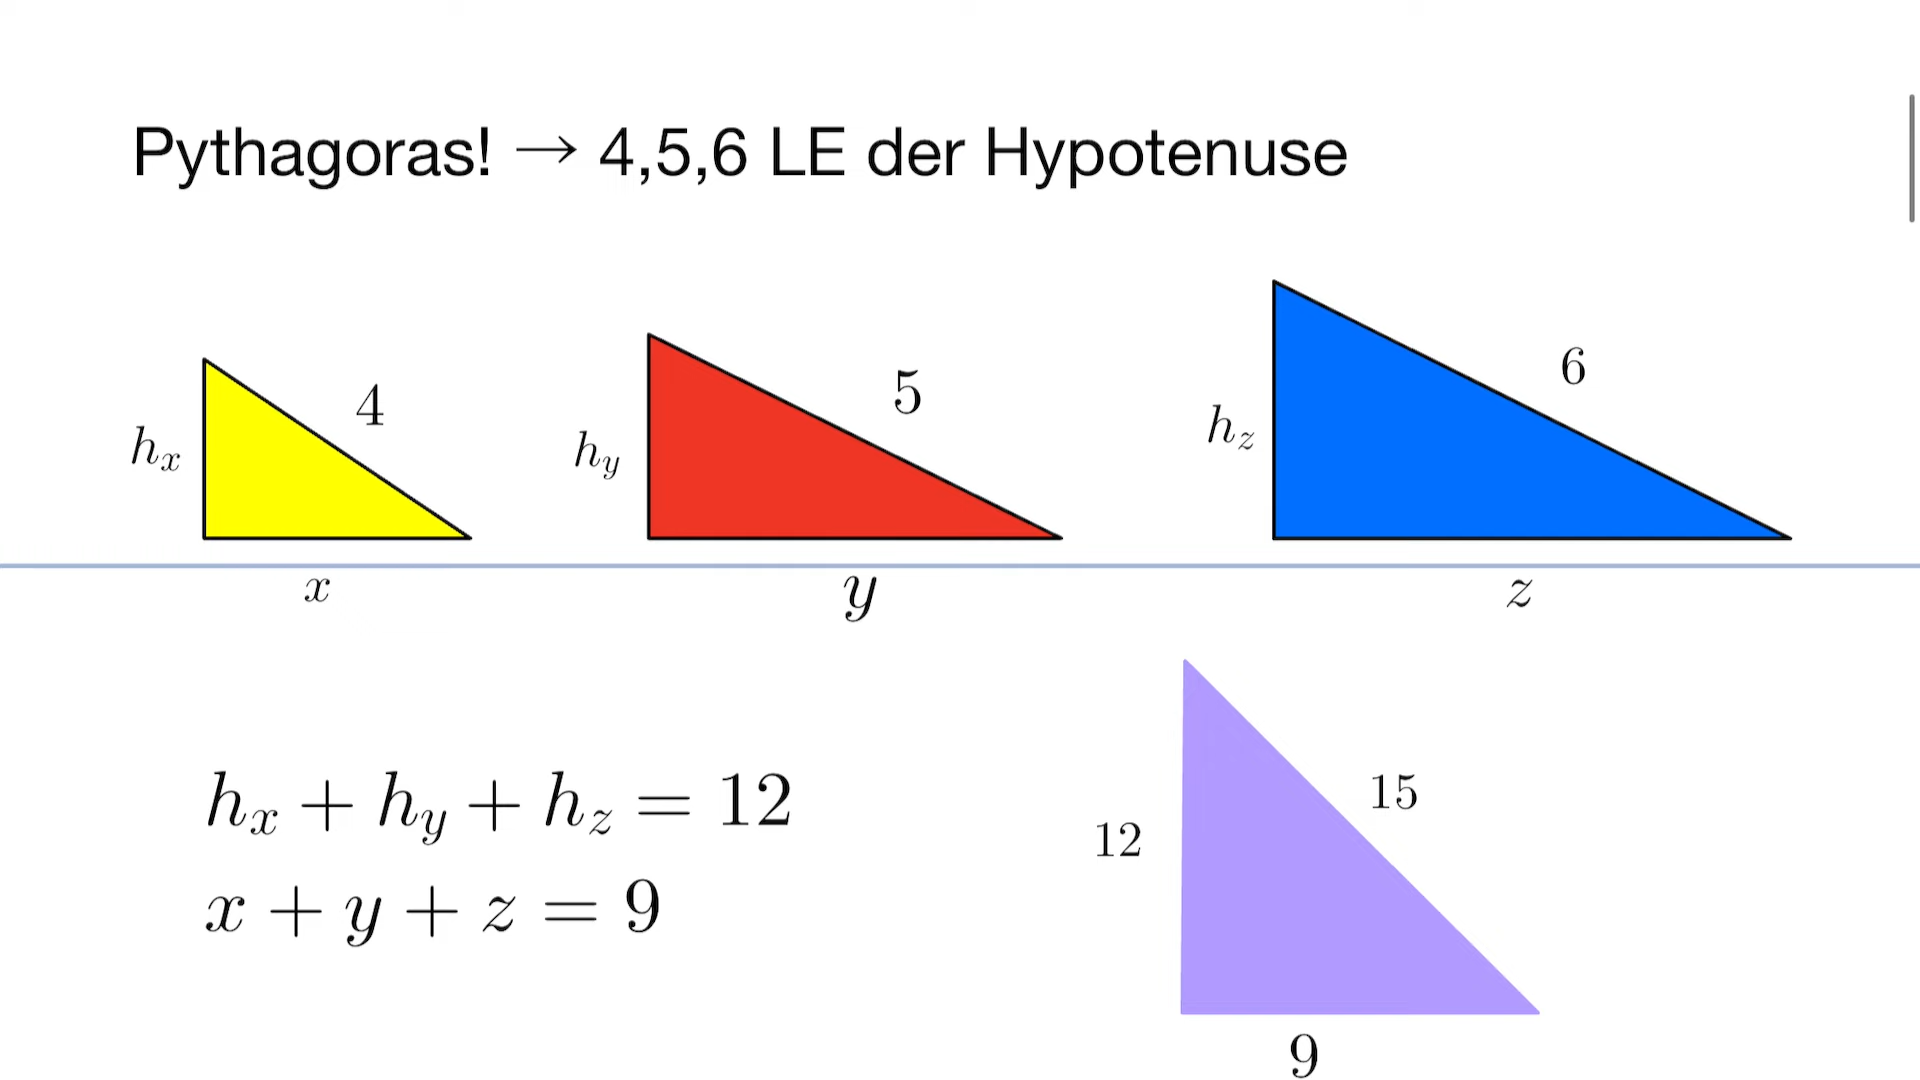 Pythagoras! → 4,5,6 LE der Hypotenuse
4
h_x
x
5
h_y
y
6
h_z
z
h_x + h_y + h_z = 12
x + y + z = 9
12
15
9